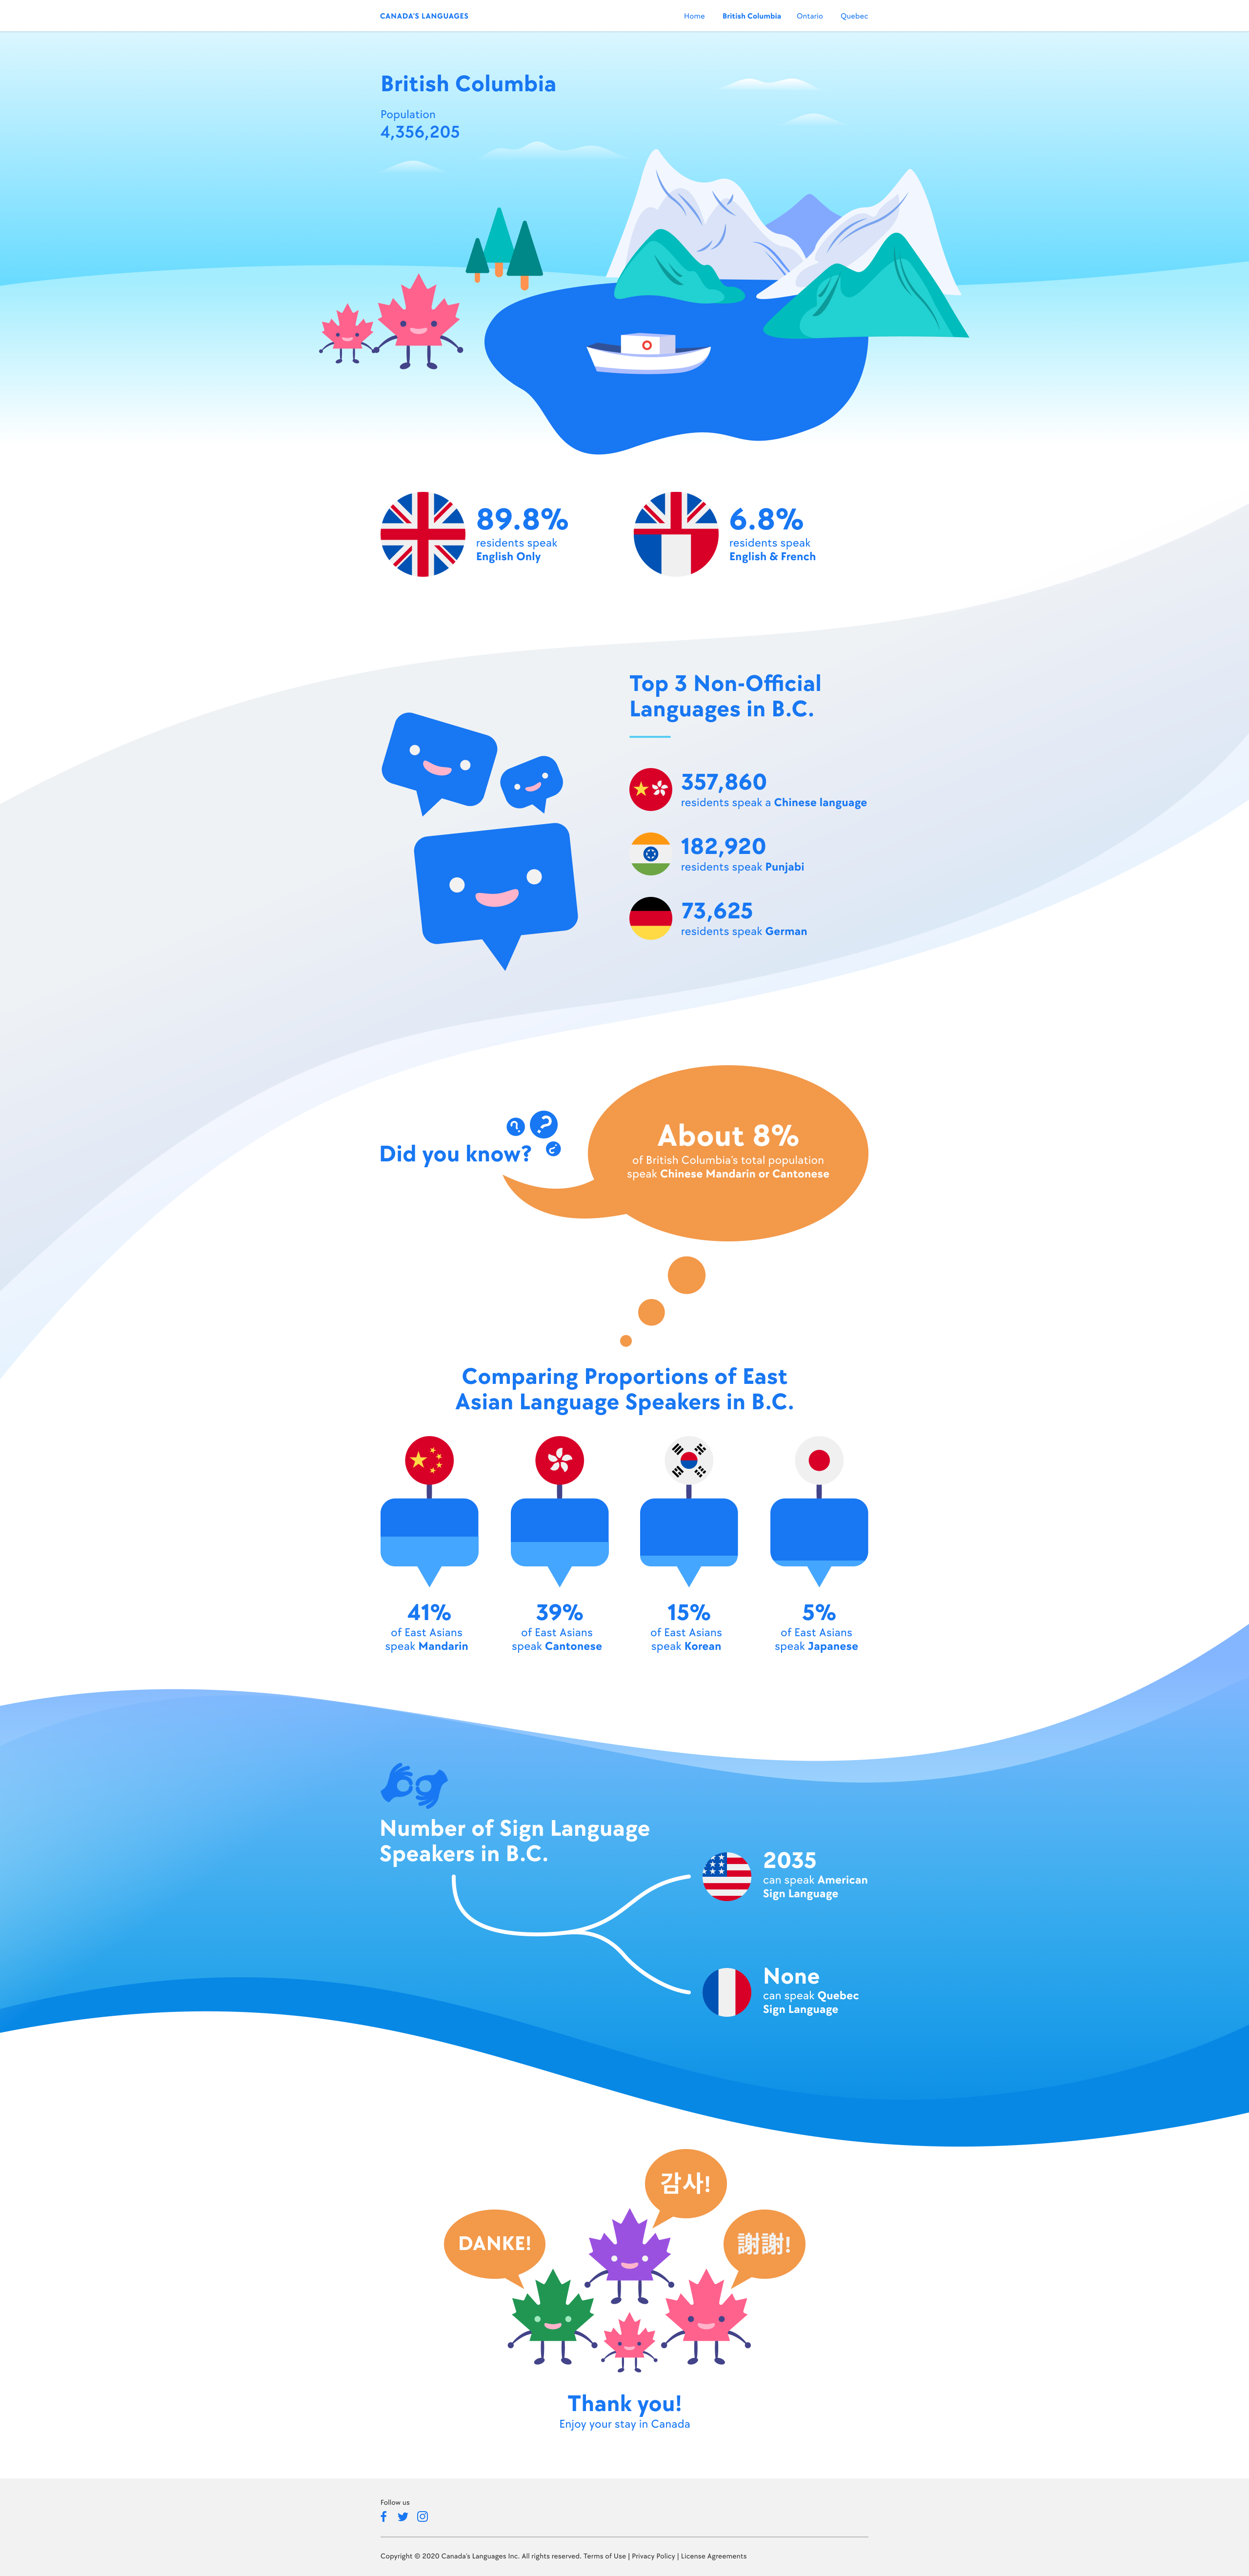 CANADA'S LANGUAGES
Home British Columbia Ontario Quebec
British Columbia
Population
4,356,205
89.8%
residents speak
English Only
6.8%
residents speak
English & French
Top 3 Non-Official
Languages in B.C.
357,860
residents speak a Chinese language
182,920
residents speak Punjabi
73,625
residents speak German
? ? ?
Did you know?
About 8%
of British Columbia's total population
speak Chinese Mandarin or Cantonese
Comparing Proportions of East
Asian Language Speakers in B.C.
41%
of East Asians
speak Mandarin
39%
of East Asians
speak Cantonese
15%
of East Asians
speak Korean
5%
of East Asians
speak Japanese
Number of Sign Language
Speakers in B.C.
2035
can speak American
Sign Language
None
can speak Quebec
Sign Language
감사!
DANKE!
謝謝!
Thank you!
Enjoy your stay in Canada
Follow us
Copyright © 2020 Canada's Languages Inc. All rights reserved. Terms of Use | Privacy Policy | License Agreements